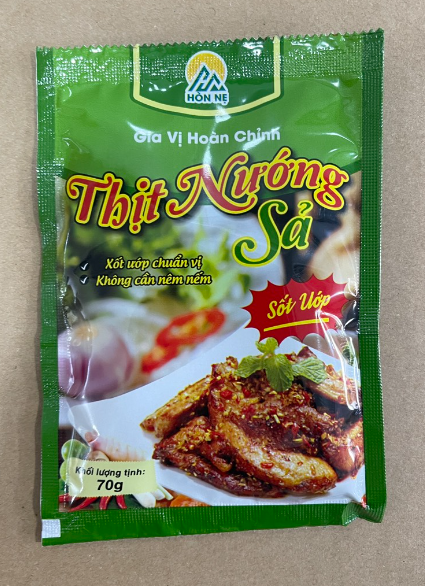 HÒN NẸ
Gia Vị Hoàn Chỉnh
Thịt Nướng
Sả
Xốt ướp chuẩn vị
Không cần nêm nếm
Sốt Ướp
Khối lượng tịnh:
70g